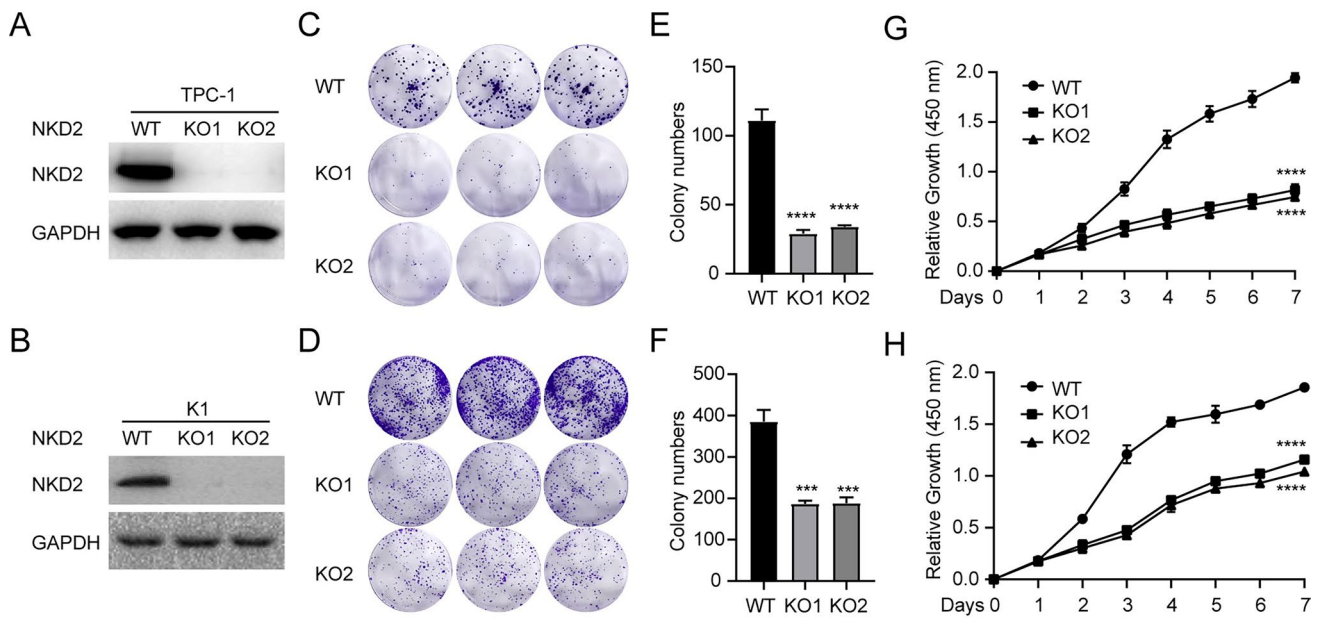 A
TPC-1
NKD2 WT KO1 KO2
NKD2
GAPDH
B
K1
NKD2 WT KO1 KO2
NKD2
GAPDH
C
WT
KO1
KO2
D
WT
KO1
KO2
E
Colony numbers
150
100
50
0
**** ****
WT KO1 KO2
F
Colony numbers
500
400
300
200
100
0
*** ***
WT KO1 KO2
G
Relative Growth (450 nm)
2.0
1.5
1.0
0.5
0.0
WT
KO1
KO2
****
****
Days 0 1 2 3 4 5 6 7
H
Relative Growth (450 nm)
2.0
1.5
1.0
0.5
0.0
WT
KO1
KO2
****
****
Days 0 1 2 3 4 5 6 7